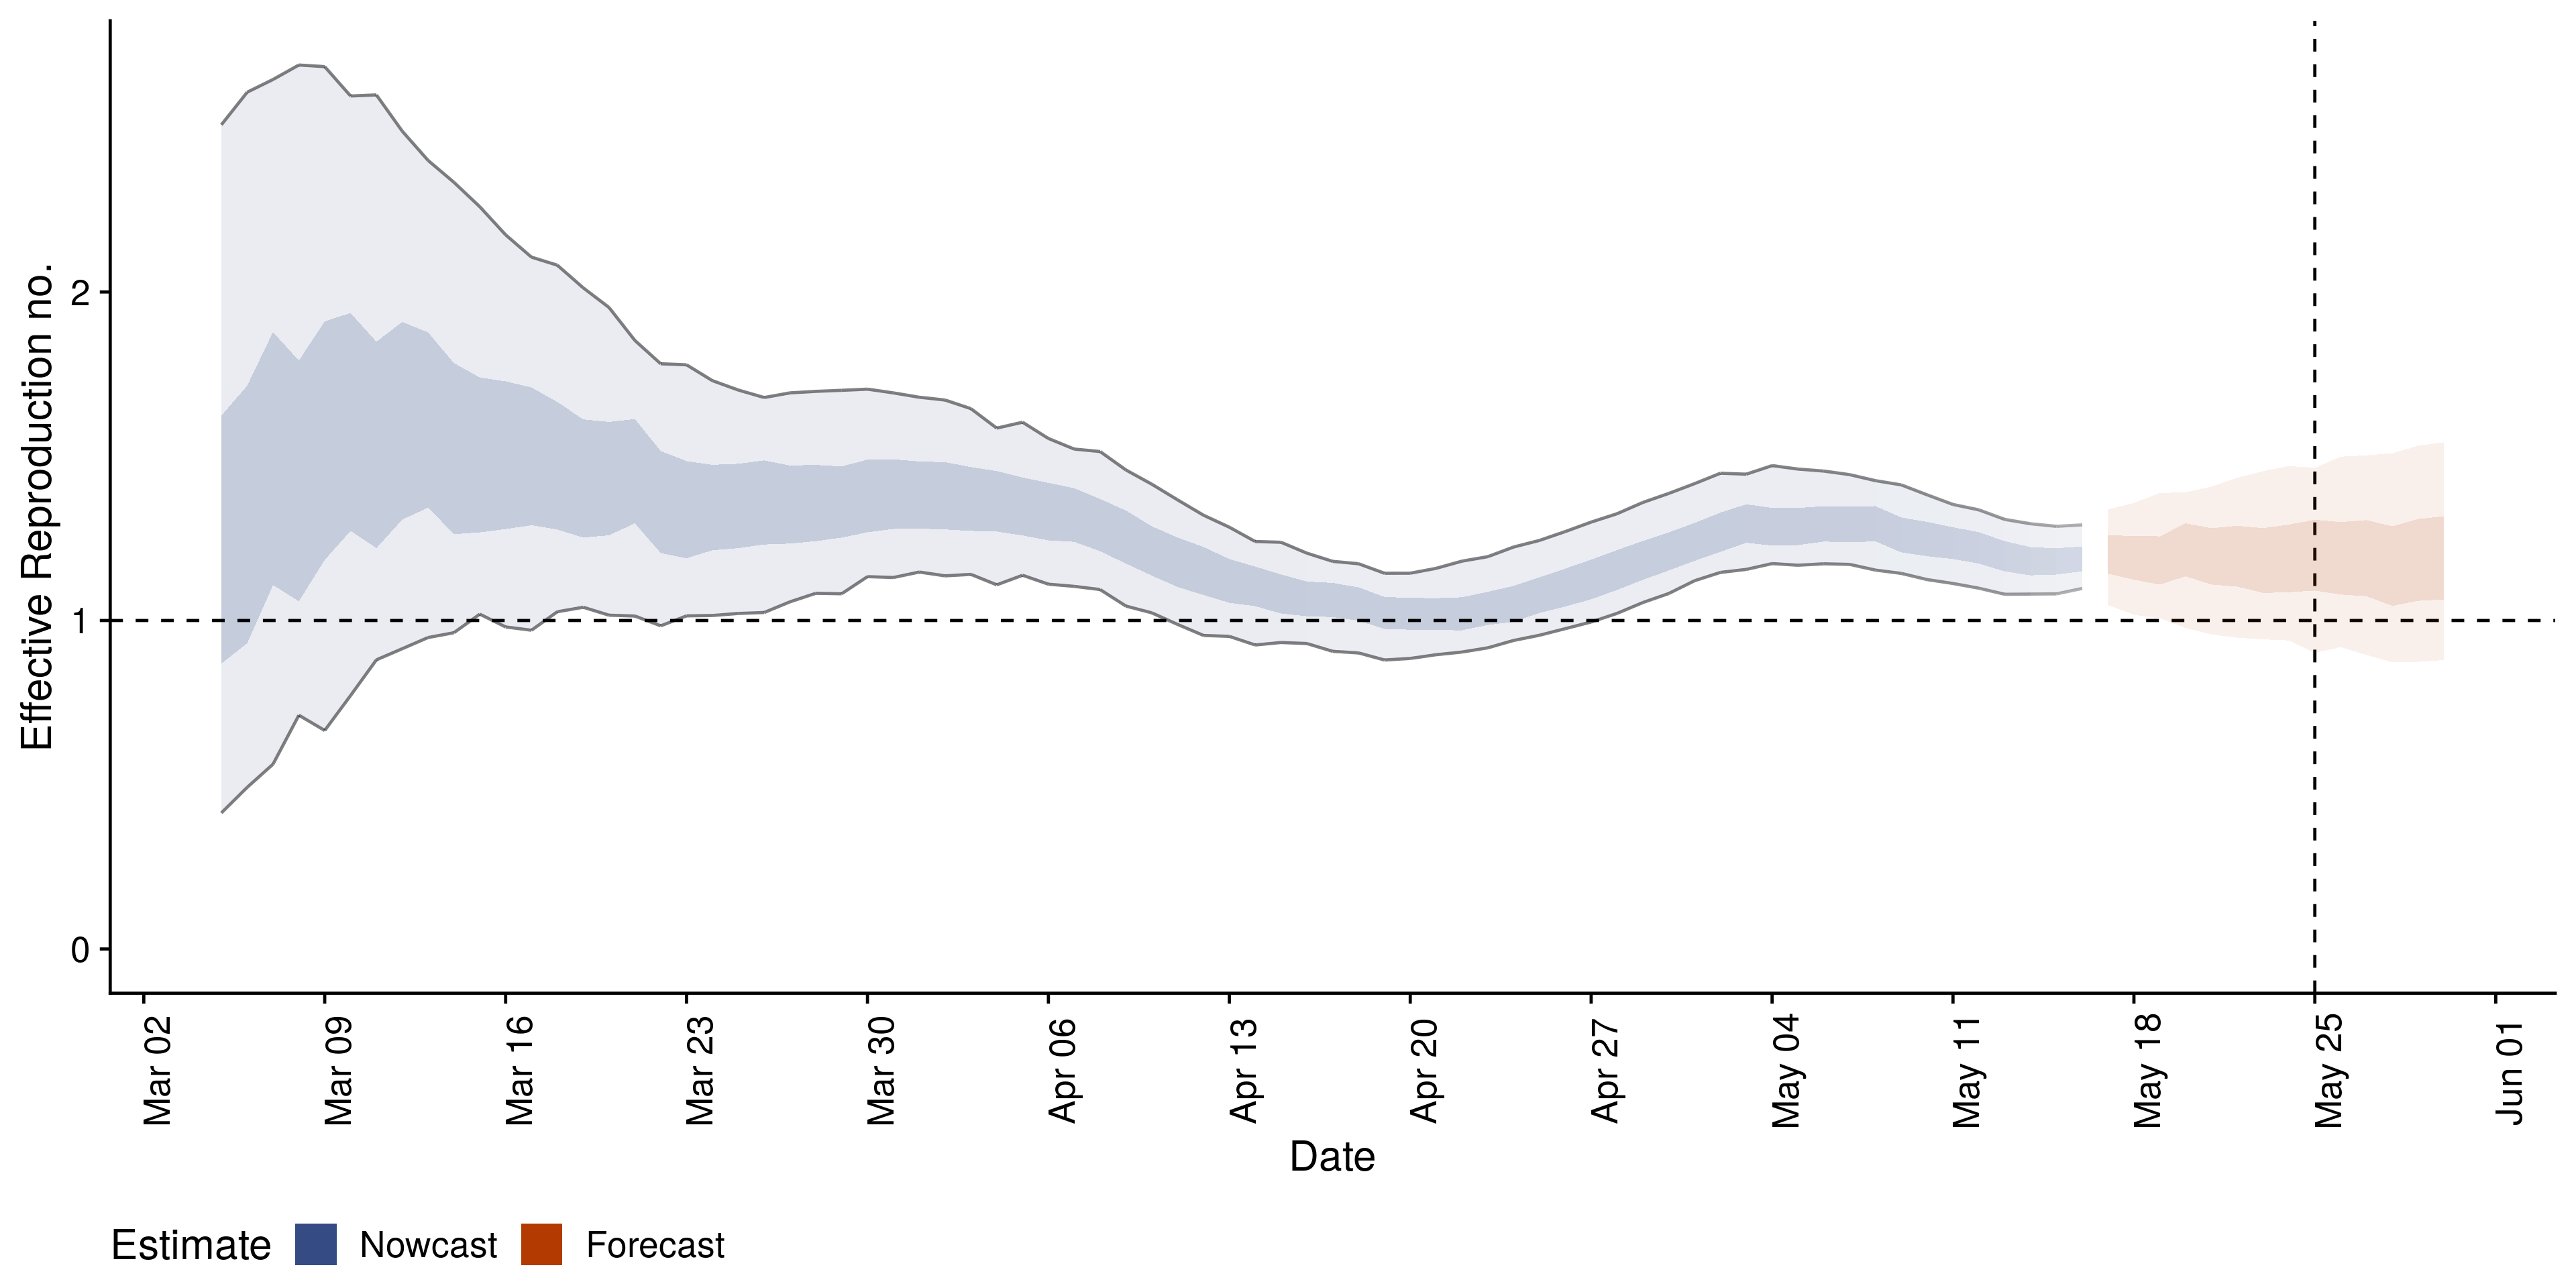 Effective Reproduction no.
2
1
0
Mar 02
Mar 09
Mar 16
Mar 23
Mar 30
Apr 06
Apr 13
Apr 20
Apr 27
May 04
May 11
May 18
May 25
Jun 01
Date
Estimate Nowcast Forecast